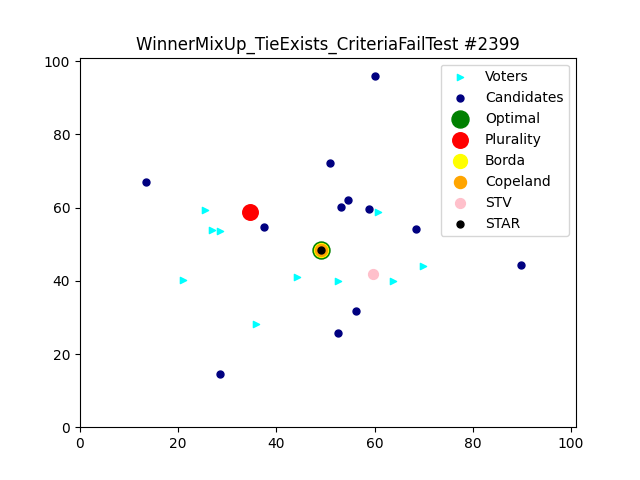 WinnerMixUp_TieExists_CriteriaFailTest #2399
100
80
60
40
20
0
0
20
40
60
80
100
Voters
Candidates
Optimal
Plurality
Borda
Copeland
STV
STAR